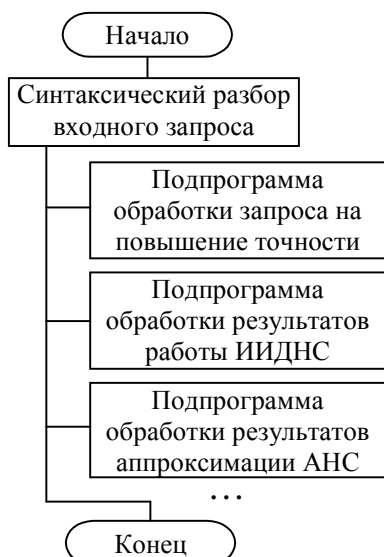 Начало
Синтаксический разбор
входного запроса
Подпрограмма
обработки запроса на
повышение точности
Подпрограмма
обработки результатов
работы ИИДНС
Подпрограмма
обработки результатов
аппроксимации АНС
...
Конец